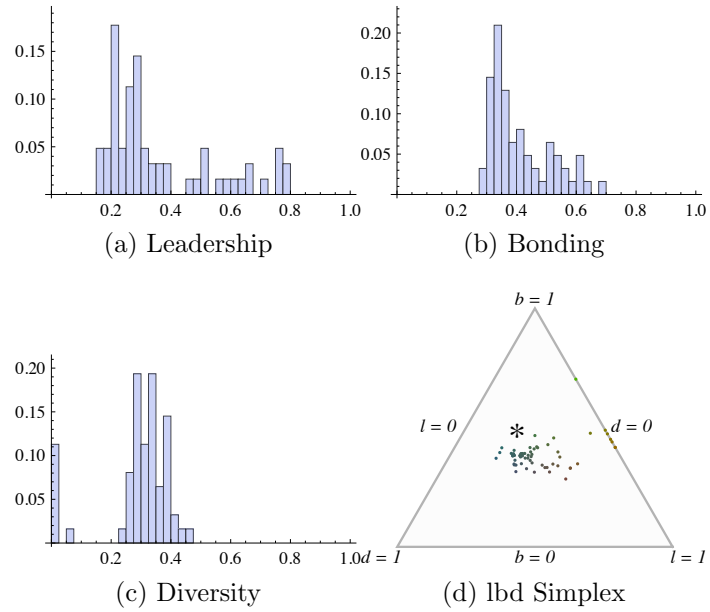 0.15
0.10
0.05
0.2 0.4 0.6 0.8 1.0
(a) Leadership
0.20
0.15
0.10
0.05
0.2 0.4 0.6 0.8 1.0
(b) Bonding
0.20
0.15
0.10
0.05
0.2 0.4 0.6 0.8 1.0
(c) Diversity
b = 1
l = 0
*
d = 0
d = 1
b = 0
l = 1
(d) lbd Simplex